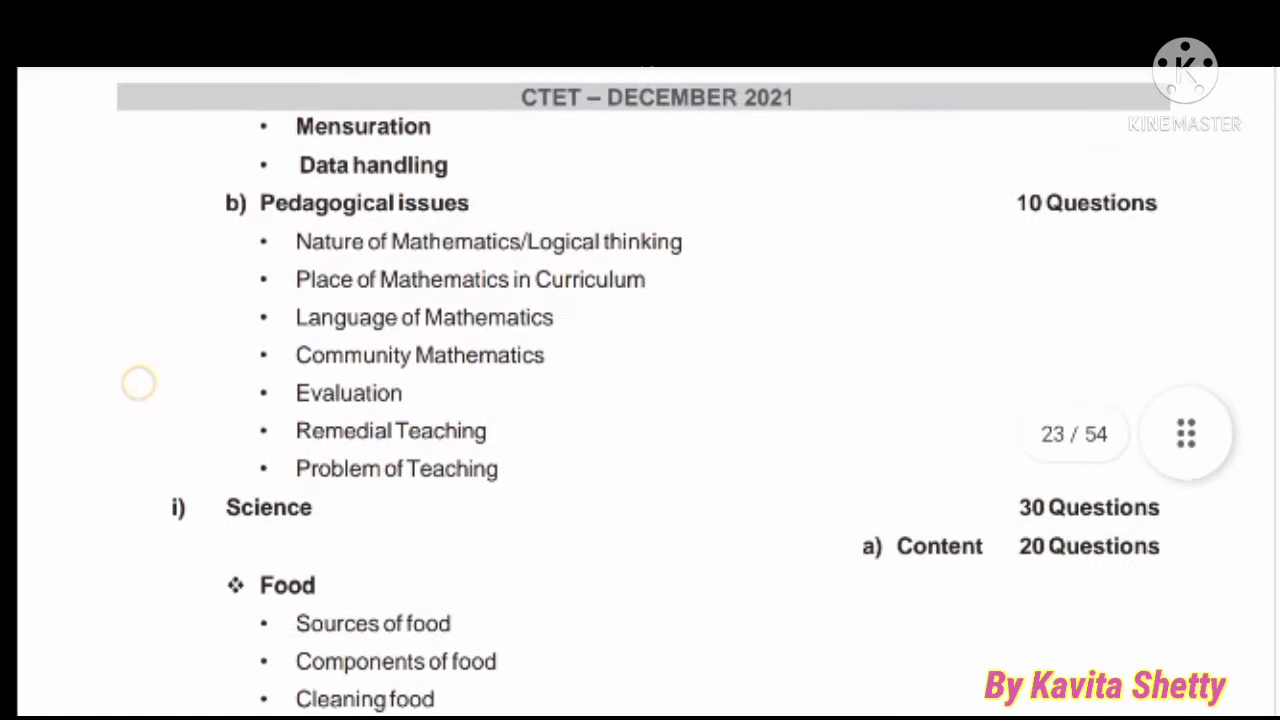 CTET – DECEMBER 2021
KINEMASTER
• Mensuration
• Data handling
b) Pedagogical issues 10 Questions
• Nature of Mathematics/Logical thinking
• Place of Mathematics in Curriculum
• Language of Mathematics
• Community Mathematics
• Evaluation
• Remedial Teaching
23 / 54
• Problem of Teaching
i) Science 30 Questions
a) Content 20 Questions
❖ Food
• Sources of food
• Components of food
• Cleaning food
By Kavita Shetty